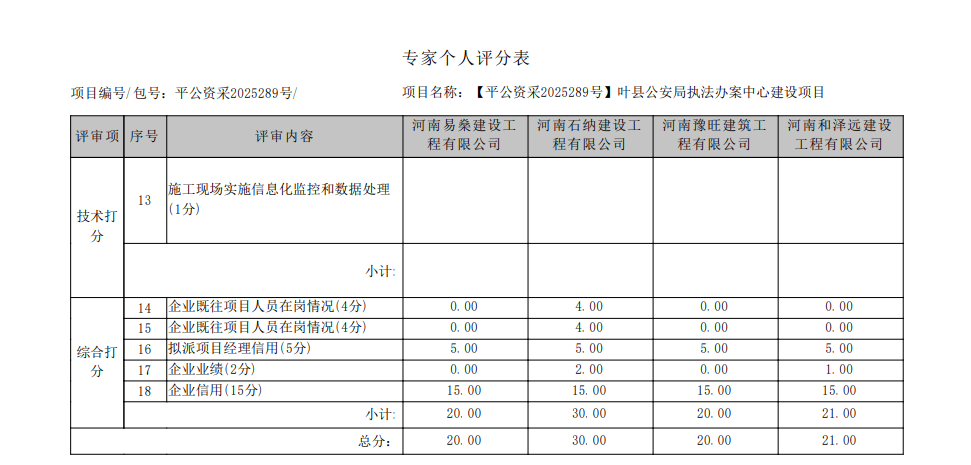 专家个人评分表
项目编号/包号：平公资采2025289号/ 项目名称：【平公资采2025289号】叶县公安局执法办案中心建设项目
评审项 序号 评审内容 河南易燊建设工程有限公司 河南石纳建设工程有限公司 河南豫旺建筑工程有限公司 河南和泽远建设工程有限公司
技术打分
13 施工现场实施信息化监控和数据处理(1分)
小计:
综合打分
14 企业既往项目人员在岗情况(4分) 0.00 4.00 0.00 0.00
15 企业既往项目人员在岗情况(4分) 0.00 4.00 0.00 0.00
16 拟派项目经理信用(5分) 5.00 5.00 5.00 5.00
17 企业业绩(2分) 0.00 2.00 0.00 1.00
18 企业信用(15分) 15.00 15.00 15.00 15.00
小计: 20.00 30.00 20.00 21.00
总分: 20.00 30.00 20.00 21.00